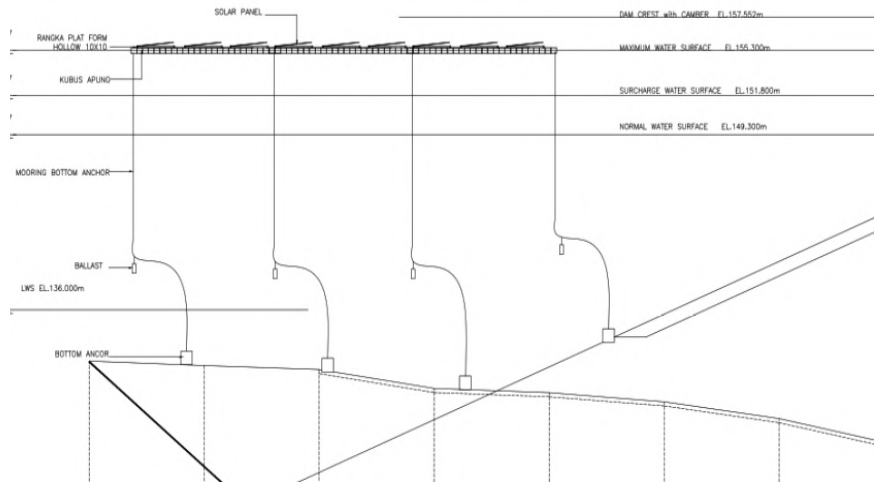 SOLAR PANEL
DAM CREST with CAMBER EL.157.552m
RANGKA PLAT FORM
HOLLOW 10X10
MAXIMUM WATER SURFACE EL.155.300m
KUBUS APUNG
SURCHARGE WATER SURFACE EL.151.800m
NORMAL WATER SURFACE EL.149.300m
MOORING BOTTOM ANCHOR
BALLAST
LWS EL.136.000m
BOTTOM ANCOR